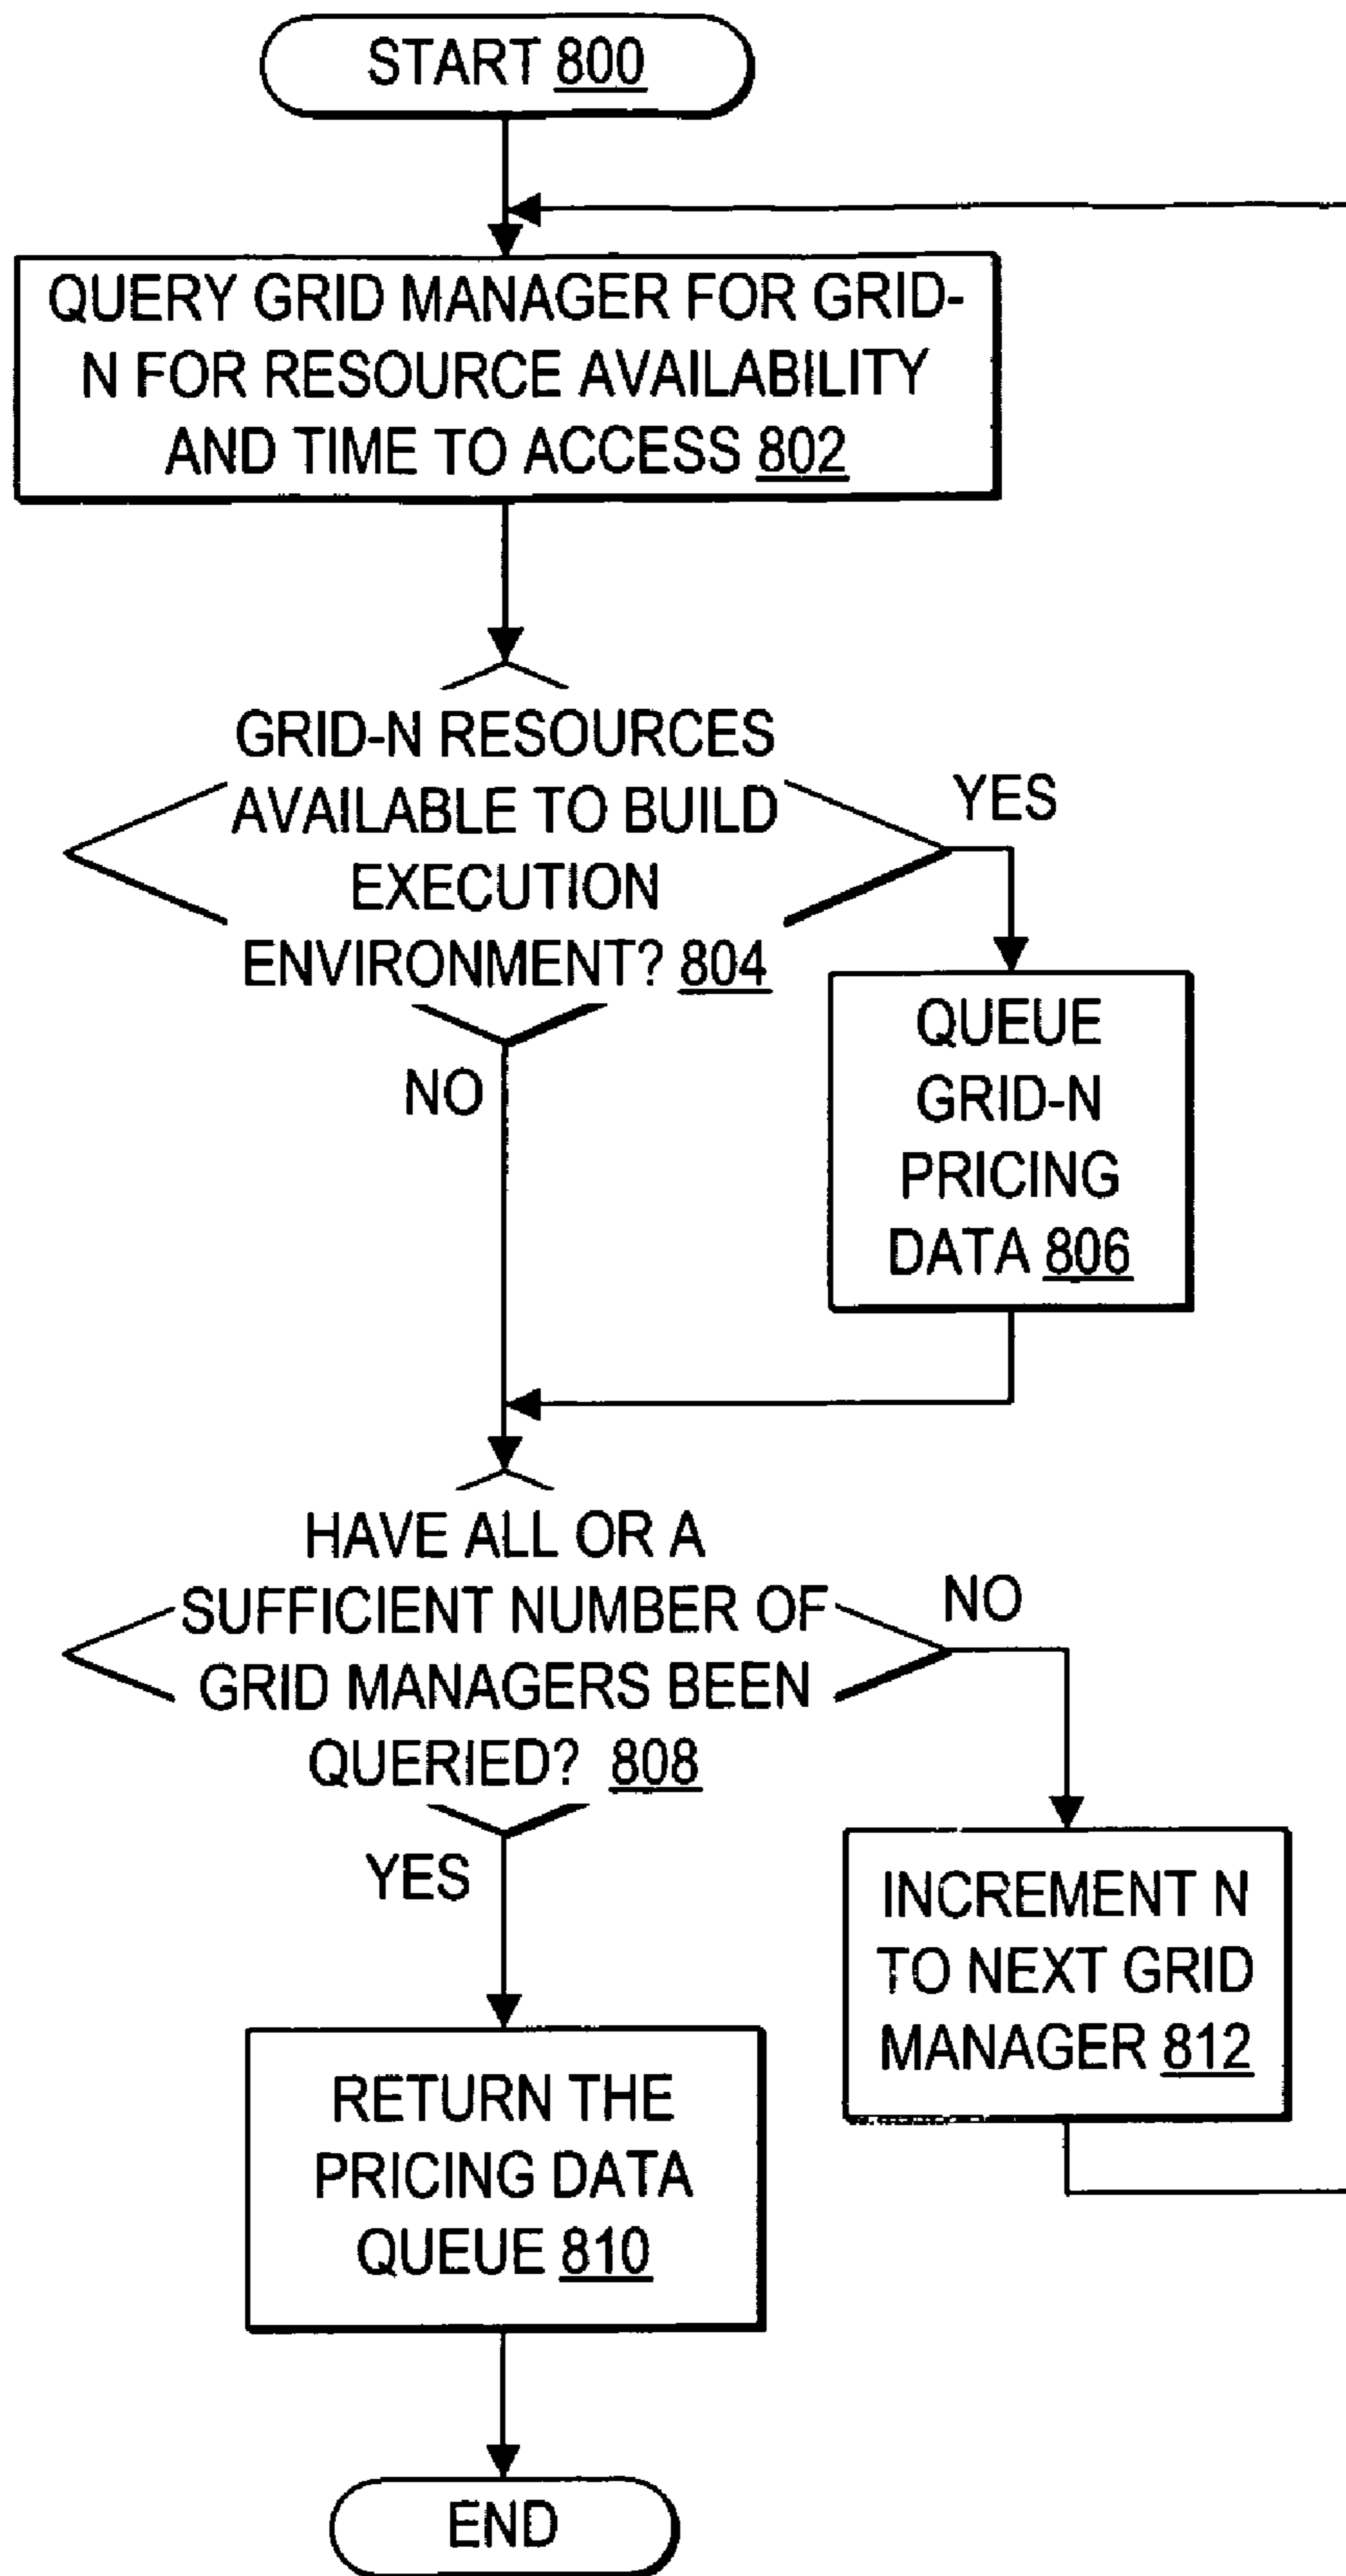 START 800
QUERY GRID MANAGER FOR GRID-
N FOR RESOURCE AVAILABILITY
AND TIME TO ACCESS 802
GRID-N RESOURCES
AVAILABLE TO BUILD
EXECUTION
ENVIRONMENT? 804
YES
NO
QUEUE
GRID-N
PRICING
DATA 806
HAVE ALL OR A
SUFFICIENT NUMBER OF
GRID MANAGERS BEEN
QUERIED? 808
NO
YES
INCREMENT N
TO NEXT GRID
MANAGER 812
RETURN THE
PRICING DATA
QUEUE 810
END